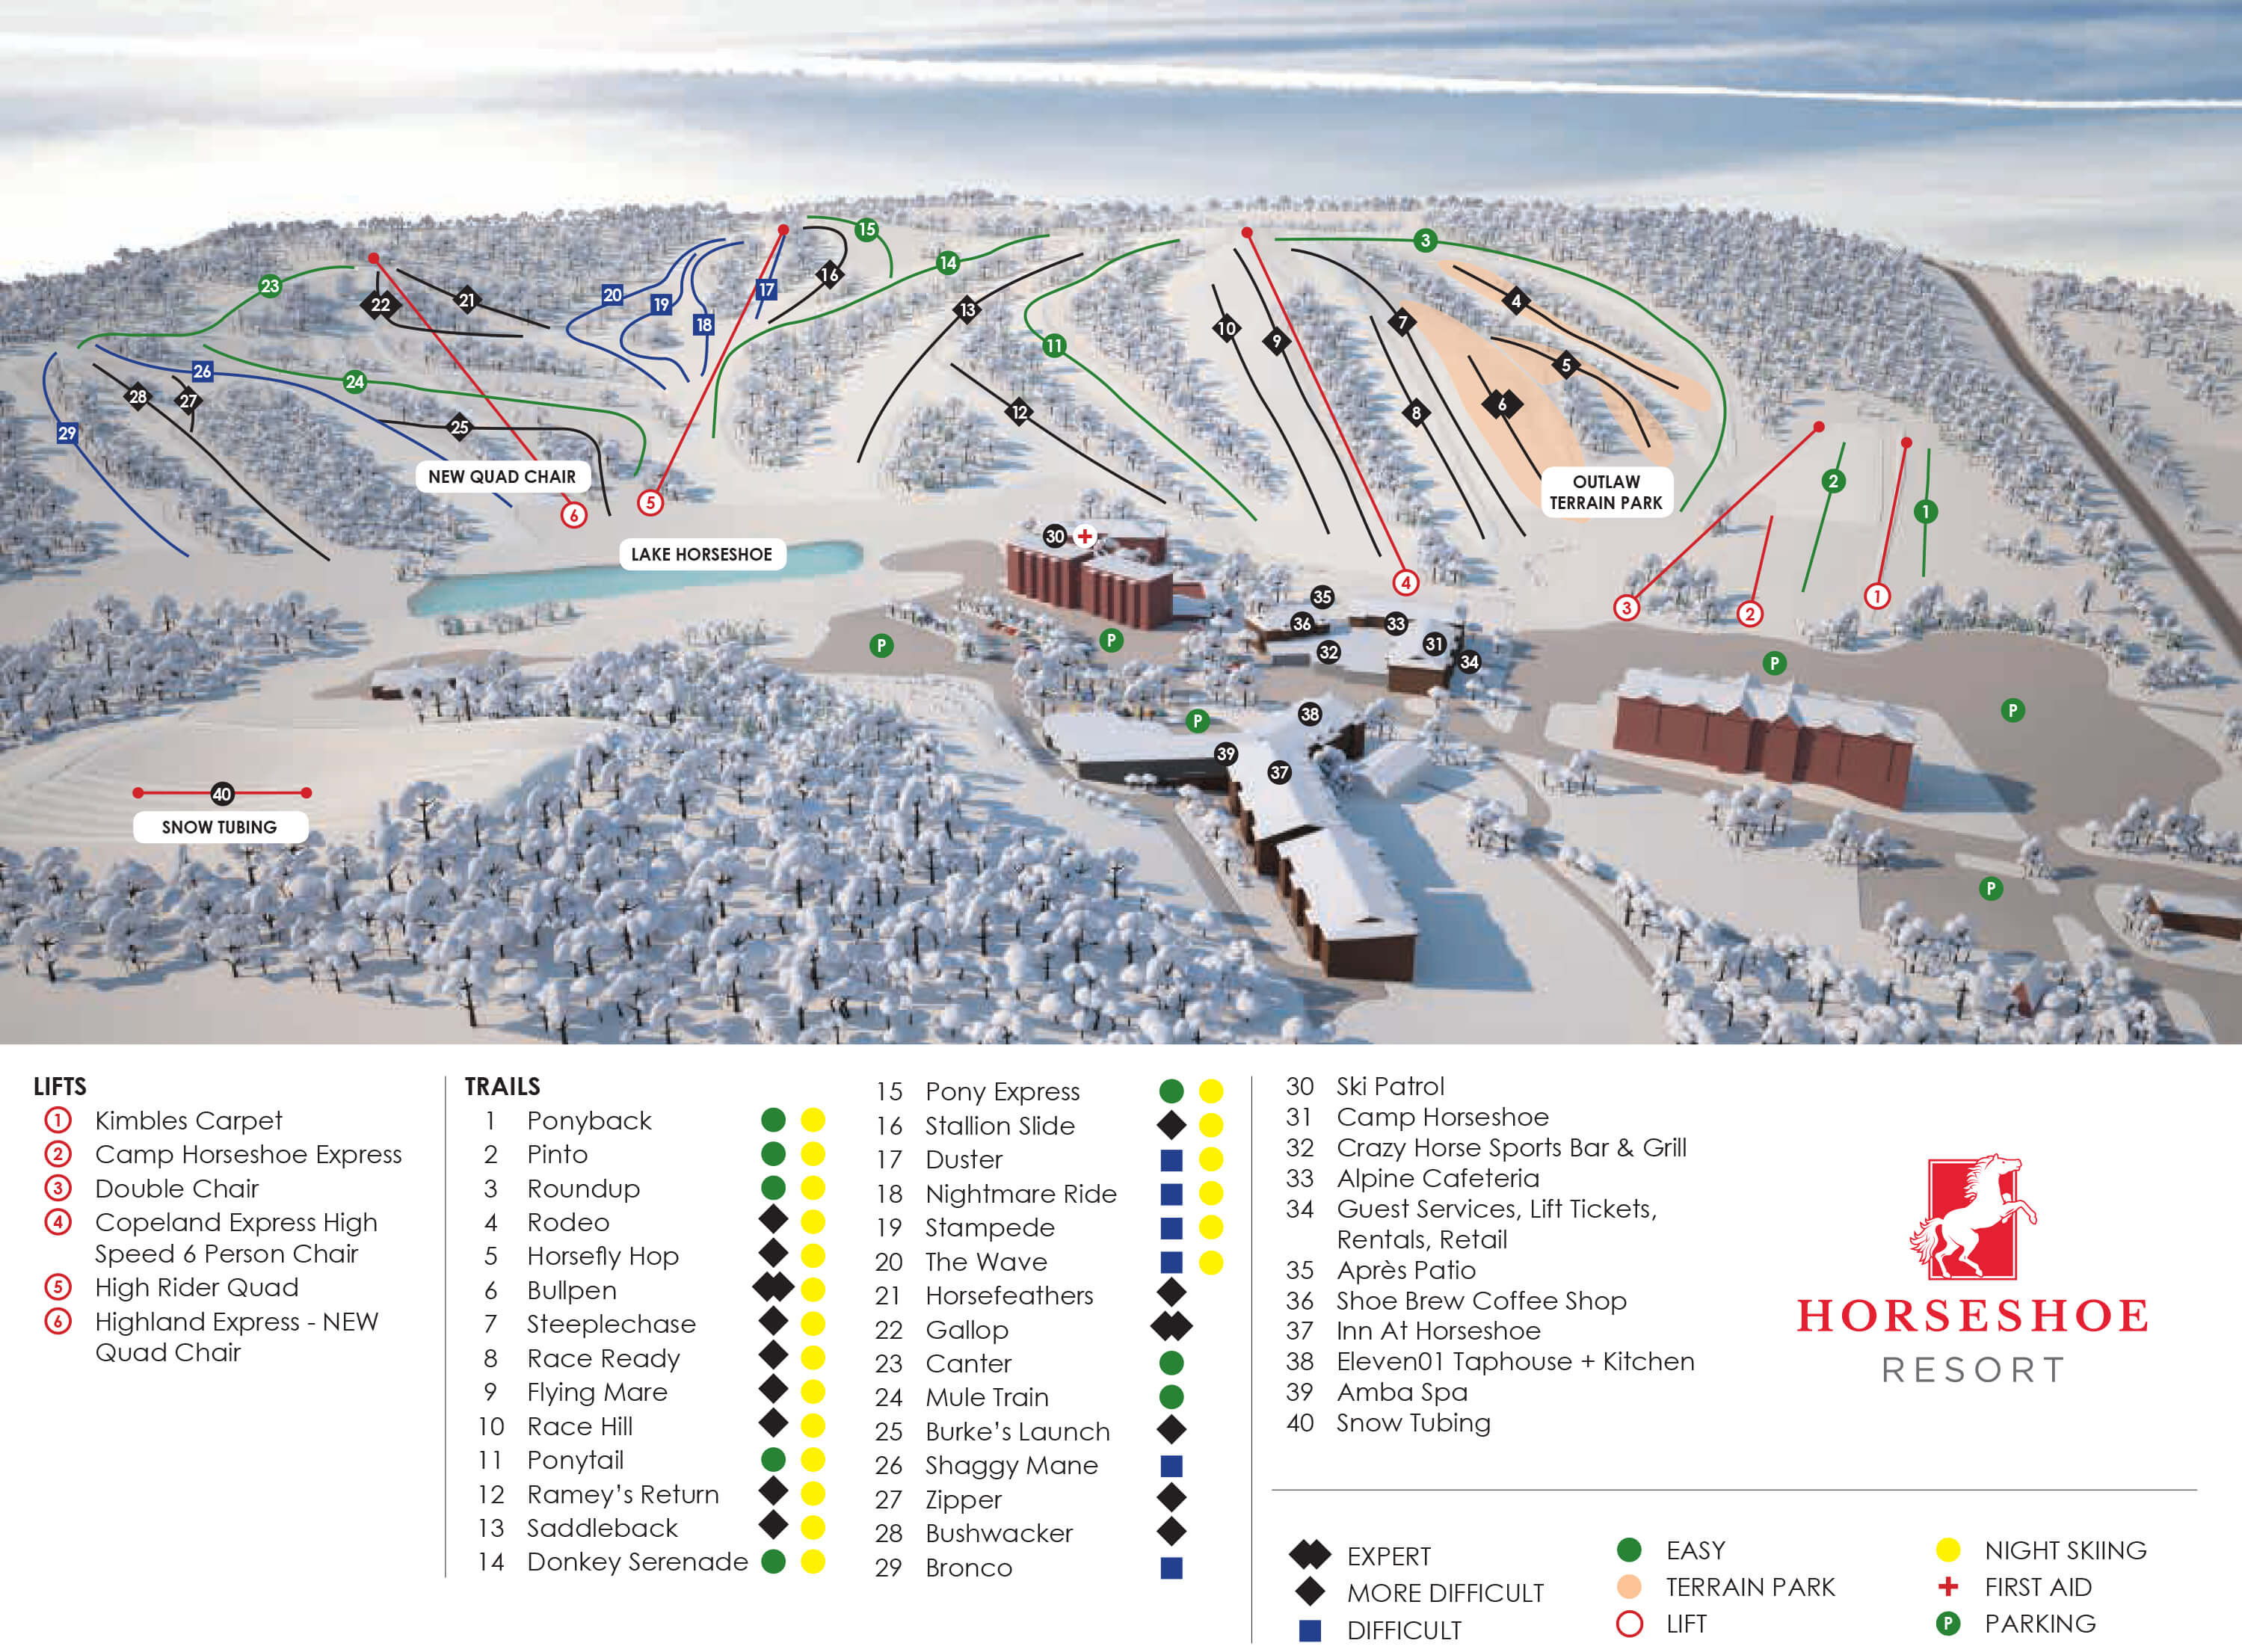 23
22
21
20
19
18
17
16
15
14
13
12
11
10
9
8
7
6
5
4
3
2
1
24
25
26
27
28
29
NEW QUAD CHAIR
6
5
4
3
2
1
OUTLAW
TERRAIN PARK
LAKE HORSESHOE
30
35
36
33
32
31
34
P
P
P
P
P
P
38
39
37
40
SNOW TUBING
LIFTS
1 Kimbles Carpet
2 Camp Horseshoe Express
3 Double Chair
4 Copeland Express High
Speed 6 Person Chair
5 High Rider Quad
6 Highland Express - NEW
Quad Chair
TRAILS
1 Ponyback
2 Pinto
3 Roundup
4 Rodeo
5 Horsefly Hop
6 Bullpen
7 Steeplechase
8 Race Ready
9 Flying Mare
10 Race Hill
11 Ponytail
12 Ramey's Return
13 Saddleback
14 Donkey Serenade
15 Pony Express
16 Stallion Slide
17 Duster
18 Nightmare Ride
19 Stampede
20 The Wave
21 Horsefeathers
22 Gallop
23 Canter
24 Mule Train
25 Burke's Launch
26 Shaggy Mane
27 Zipper
28 Bushwacker
29 Bronco
30 Ski Patrol
31 Camp Horseshoe
32 Crazy Horse Sports Bar & Grill
33 Alpine Cafeteria
34 Guest Services, Lift Tickets,
Rentals, Retail
35 Après Patio
36 Shoe Brew Coffee Shop
37 Inn At Horseshoe
38 Eleven01 Taphouse + Kitchen
39 Amba Spa
40 Snow Tubing
HORSESHOE
RESORT
EXPERT
MORE DIFFICULT
DIFFICULT
EASY
TERRAIN PARK
LIFT
NIGHT SKIING
FIRST AID
P PARKING